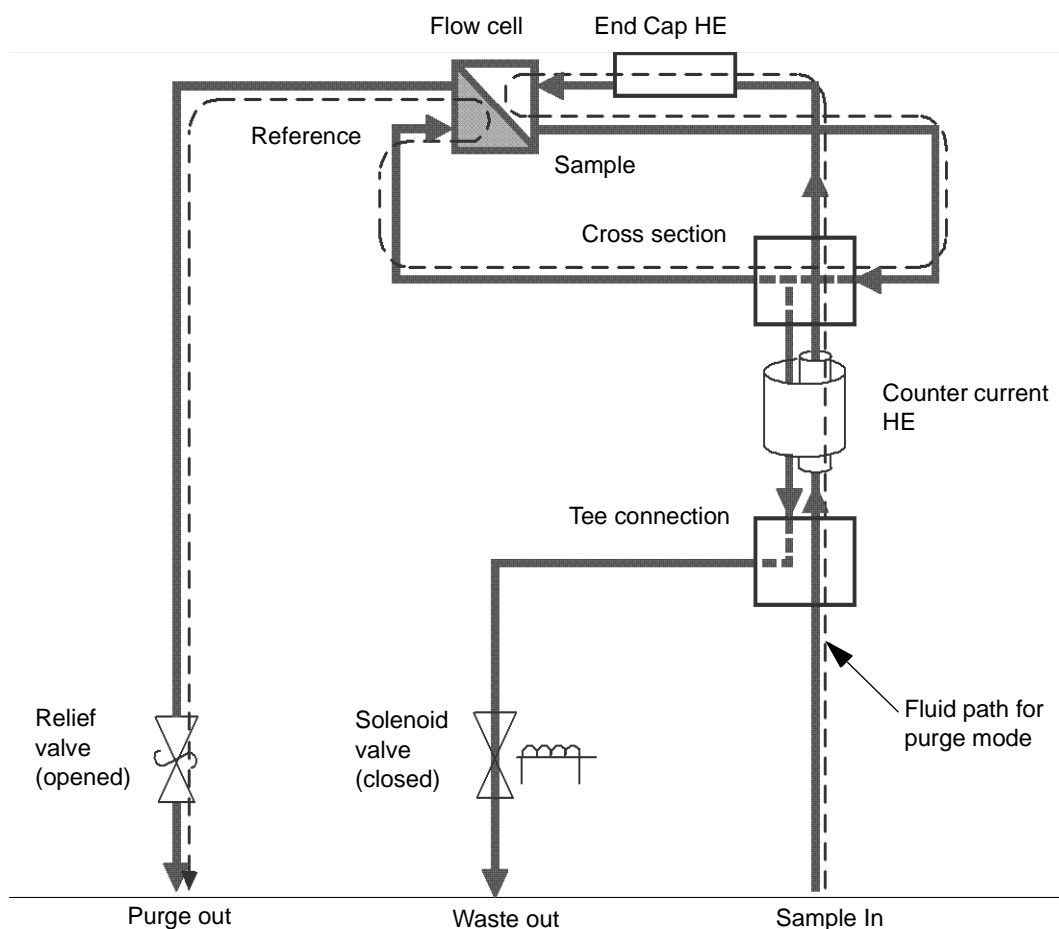 Flow cell
End Cap HE
Reference
Sample
Cross section
Counter current
HE
Tee connection
Relief
valve
(opened)
Solenoid
valve
(closed)
Fluid path for
purge mode
Purge out
Waste out
Sample In